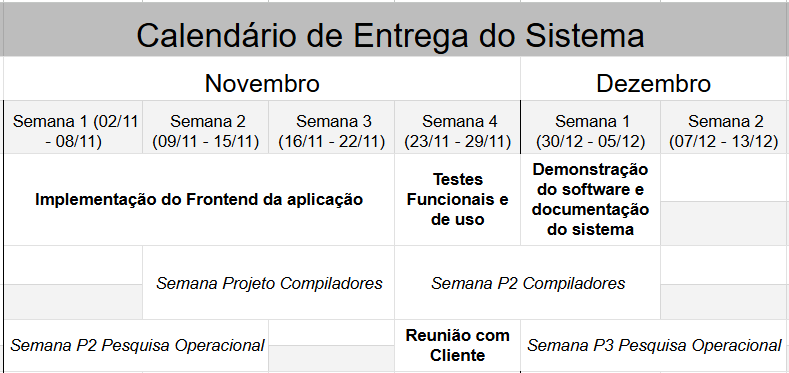 Calendário de Entrega do Sistema
Novembro
Dezembro
Semana 1 (02/11
- 08/11)
Semana 2
(09/11 - 15/11)
Semana 3
(16/11 - 22/11)
Semana 4
(23/11 - 29/11)
Semana 1
(30/12 - 05/12)
Semana 2
(07/12 - 13/12)
Implementação do Frontend da aplicação
Testes
Funcionais e
de uso
Demonstração
do software e
documentação
do sistema
Semana Projeto Compiladores
Semana P2 Compiladores
Semana P2 Pesquisa Operacional
Reunião com
Cliente
Semana P3 Pesquisa Operacional